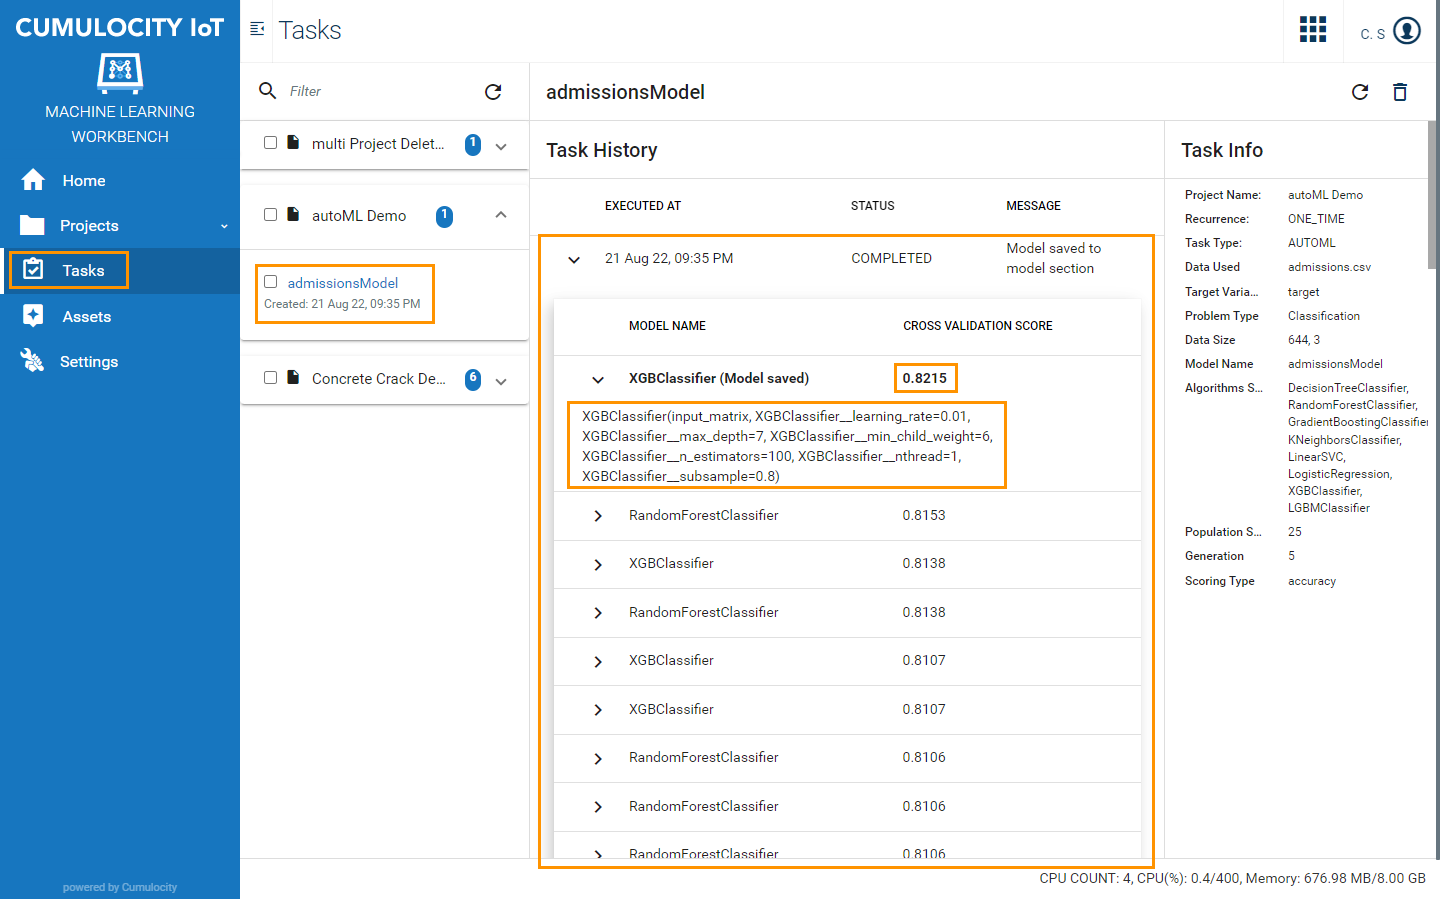 CUMULOCITY IoT
MACHINE LEARNING
WORKBENCH
Home
Projects
Tasks
Assets
Settings
powered by Cumulocity
Tasks
C. S
Filter
multi Project Delet...
1
autoML Demo
1
admissionsModel
Created: 21 Aug 22, 09:35 PM
Concrete Crack De...
6
admissionsModel
Task History
EXECUTED AT STATUS MESSAGE
21 Aug 22, 09:35 PM COMPLETED Model saved to
model section
MODEL NAME CROSS VALIDATION SCORE
XGBClassifier (Model saved) 0.8215
XGBClassifier(input_matrix, XGBClassifier__learning_rate=0.01,
XGBClassifier__max_depth=7, XGBClassifier__min_child_weight=6,
XGBClassifier__n_estimators=100, XGBClassifier__nthread=1,
XGBClassifier__subsample=0.8)
RandomForestClassifier 0.8153
XGBClassifier 0.8138
RandomForestClassifier 0.8138
XGBClassifier 0.8107
XGBClassifier 0.8107
RandomForestClassifier 0.8106
RandomForestClassifier 0.8106
RandomForestClassifier 0.8106
Task Info
Project Name: autoML Demo
Recurrence: ONE_TIME
Task Type: AUTOML
Data Used admissions.csv
Target Varia... target
Problem Type Classification
Data Size 644, 3
Model Name admissionsModel
Algorithms S... DecisionTreeClassifier,
RandomForestClassifier,
GradientBoostingClassifier
KNeighborsClassifier,
LinearSVC,
LogisticRegression,
XGBClassifier,
LGBMClassifier
Population S... 25
Generation 5
Scoring Type accuracy
CPU COUNT: 4, CPU(%): 0.4/400, Memory: 676.98 MB/8.00 GB